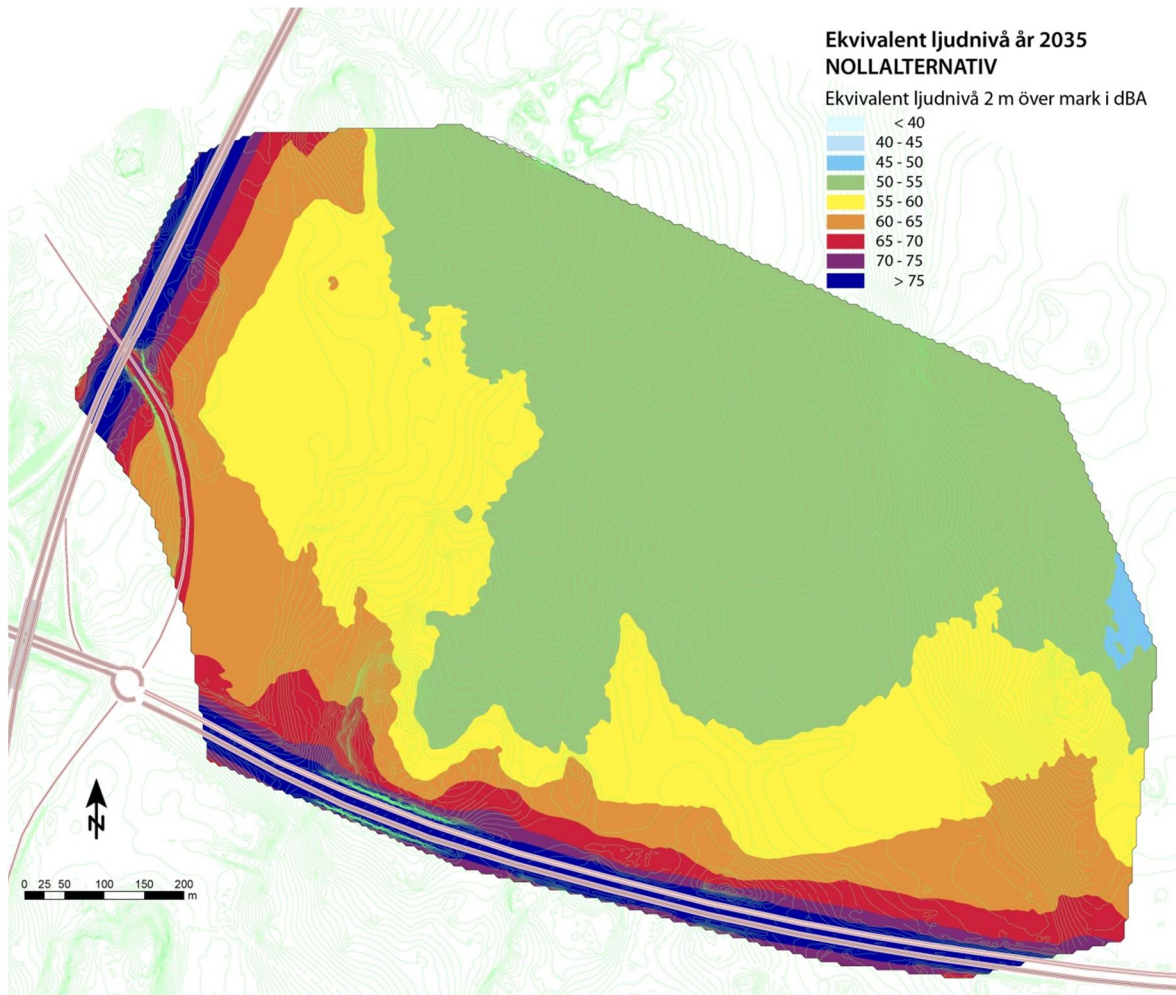 Ekvivalent ljudnivå år 2035
NOLLALTERNATIV
Ekvivalent ljudnivå 2 m över mark i dBA
< 40
40 - 45
45 - 50
50 - 55
55 - 60
60 - 65
65 - 70
70 - 75
> 75
N
0 25 50 100 150 200
m